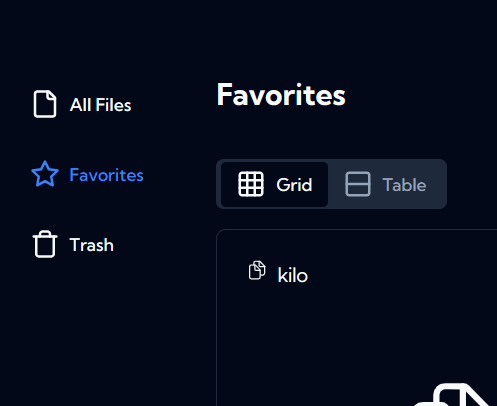 All Files
Favorites
Trash
Favorites
Grid
Table
kilo